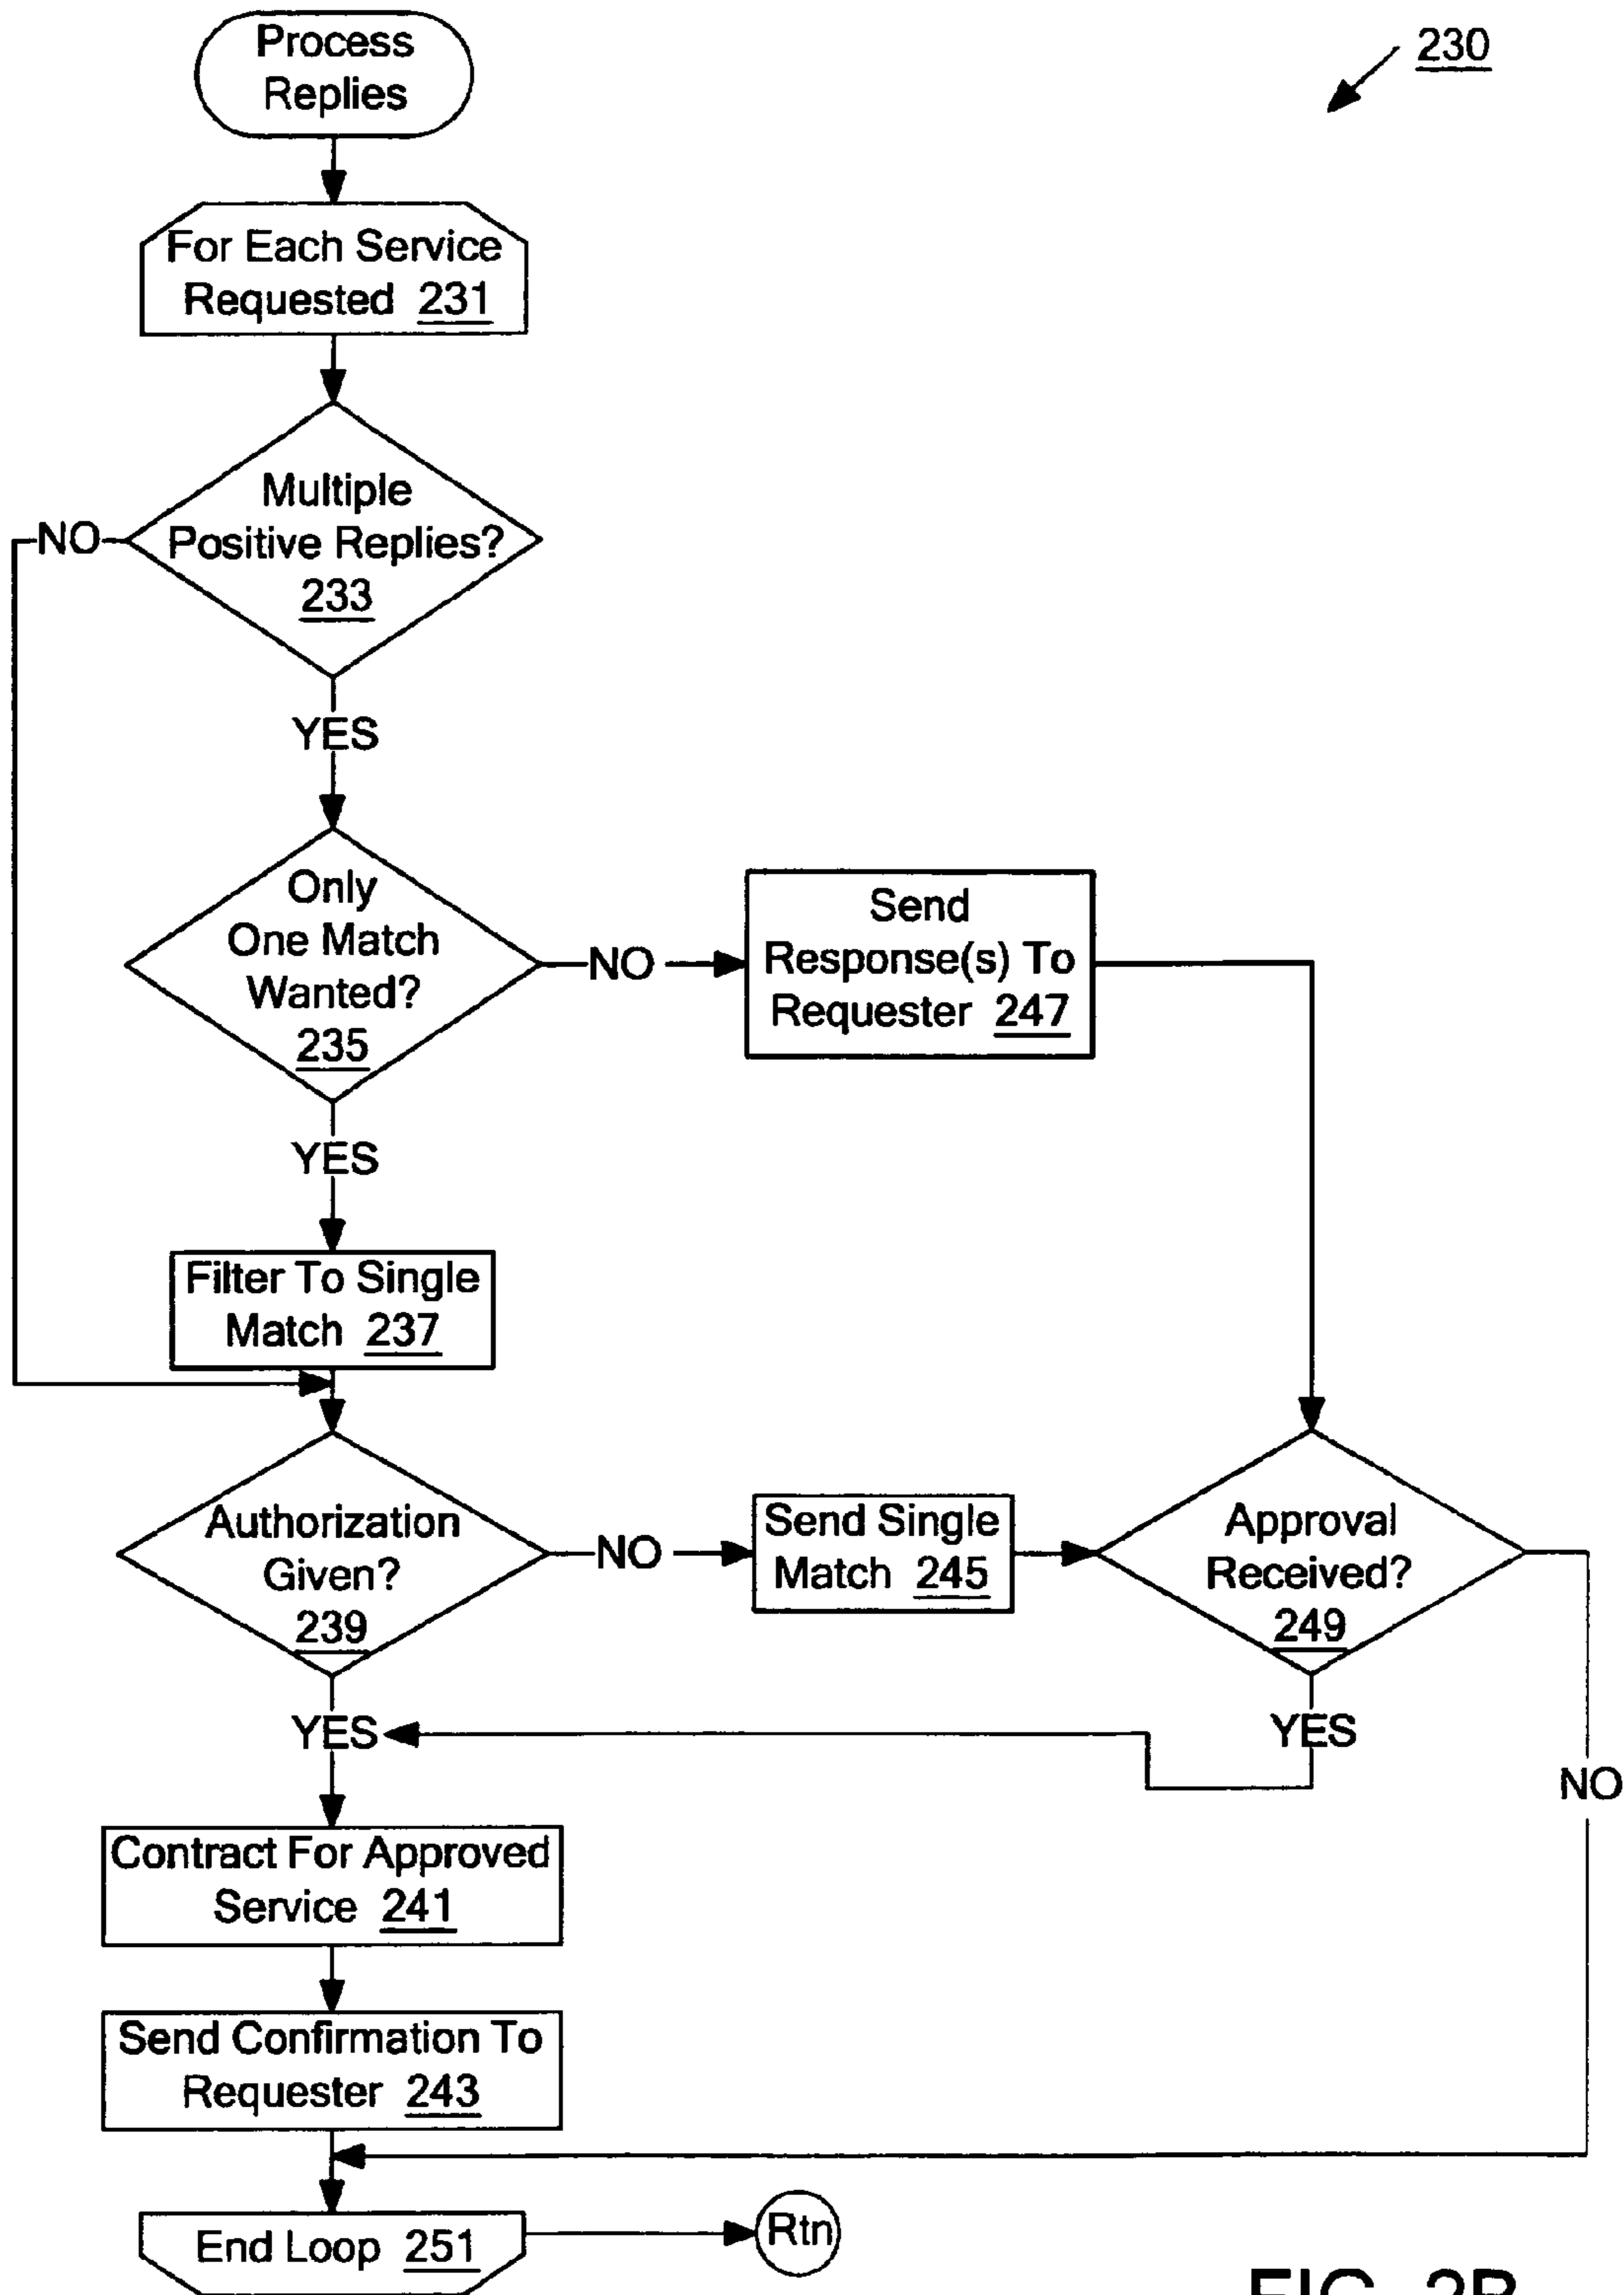 Process
Replies
230
For Each Service
Requested 231
Multiple
Positive Replies?
233
NO
YES
Only
One Match
Wanted?
235
NO
Send
Response(s) To
Requester 247
YES
Filter To Single
Match 237
Authorization
Given?
239
NO
Send Single
Match 245
Approval
Received?
249
YES
YES
NO
Contract For Approved
Service 241
Send Confirmation To
Requester 243
End Loop 251
Rtn
FIG. 2B